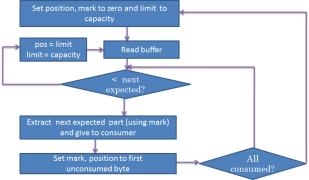 Set position, mark to zero and limit to
capacity
pos = limit
limit = capacity
Read buffer
< next
expected?
Extract next expected part (using mark)
and give to consumer
Set mark, position to first
unconsumed byte
All
consumed?